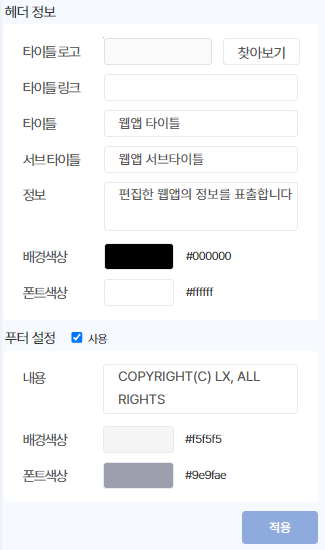 헤더 정보
타이틀로고 찾아보기
타이틀링크
타이틀 웹앱 타이틀
서브타이틀 웹앱 서브타이틀
정보 편집한 웹앱의 정보를 표출합니다
배경색상 #000000
폰트색상 #ffffff
푸터 설정 사용
내용 COPYRIGHT(C) LX, ALL
RIGHTS
배경색상 #f5f5f5
폰트색상 #9e9fae
적용